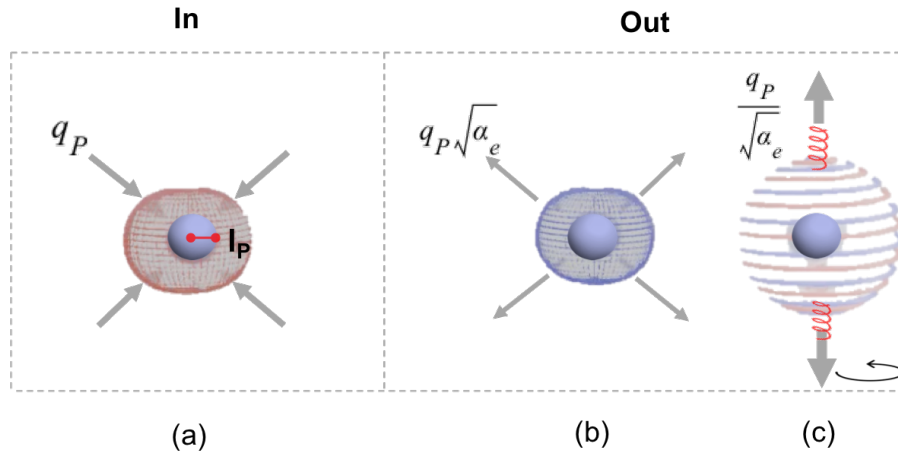 In
Out
q_P
l_P
q_P √α_e
q_P / √α_e
(a)
(b)
(c)